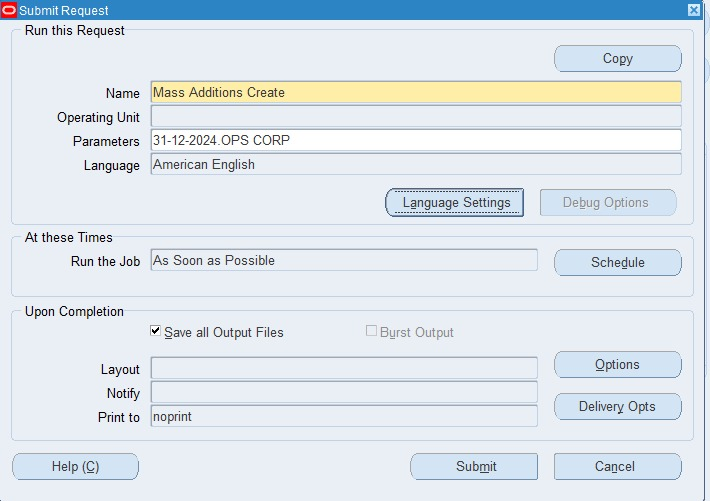 Submit Request
Run this Request
Copy
Name Mass Additions Create
Operating Unit
Parameters 31-12-2024.OPS CORP
Language American English
Language Settings Debug Options
At these Times
Run the Job As Soon as Possible Schedule
Upon Completion
Save all Output Files Burst Output
Layout Options
Notify
Print to noprint Delivery Opts
Help (C) Submit Cancel